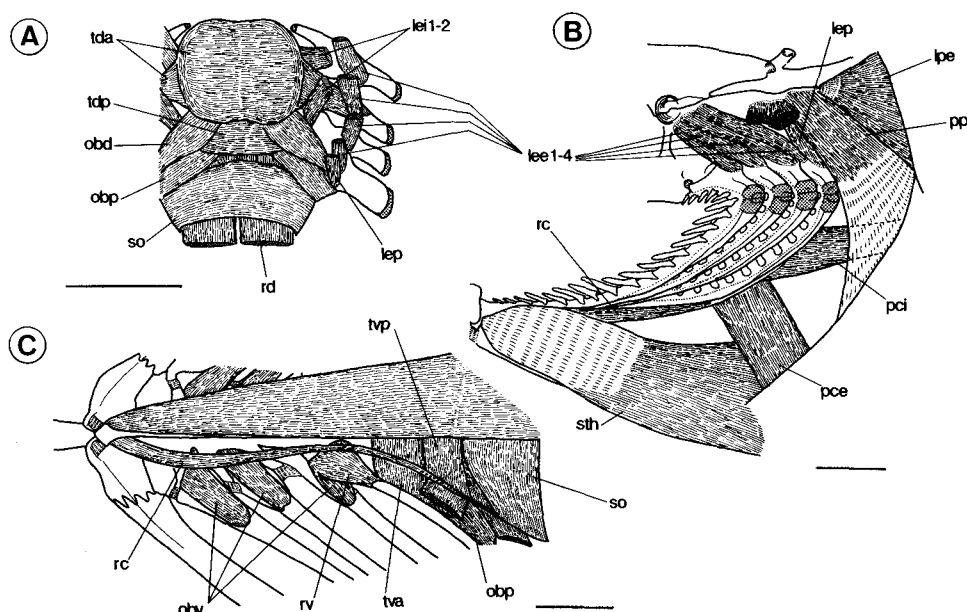 A
tda
lei1-2
tdp
obd
obp
so
rd
lep
lee1-4
B
lep
lpe
pp
rc
pci
pce
sth
C
tvp
so
rc
obv
rv
tva
obp